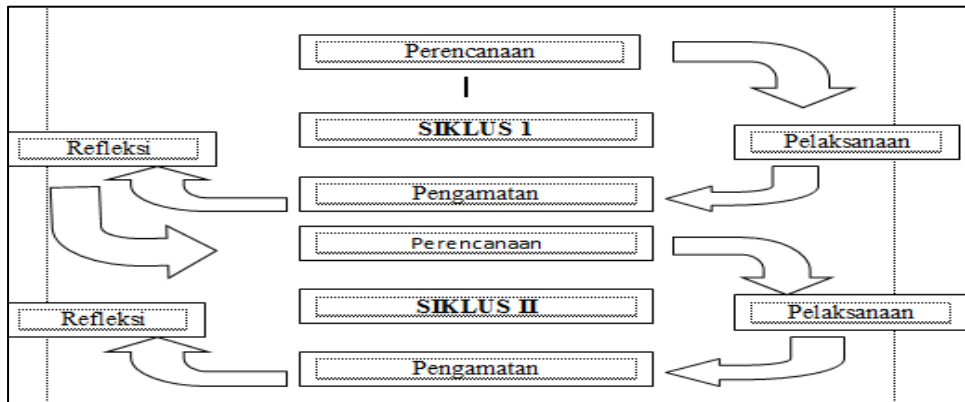 Perencanaan
SIKLUS 1
Refleksi
Pelaksanaan
Pengamatan
Perencanaan
SIKLUS II
Refleksi
Pelaksanaan
Pengamatan